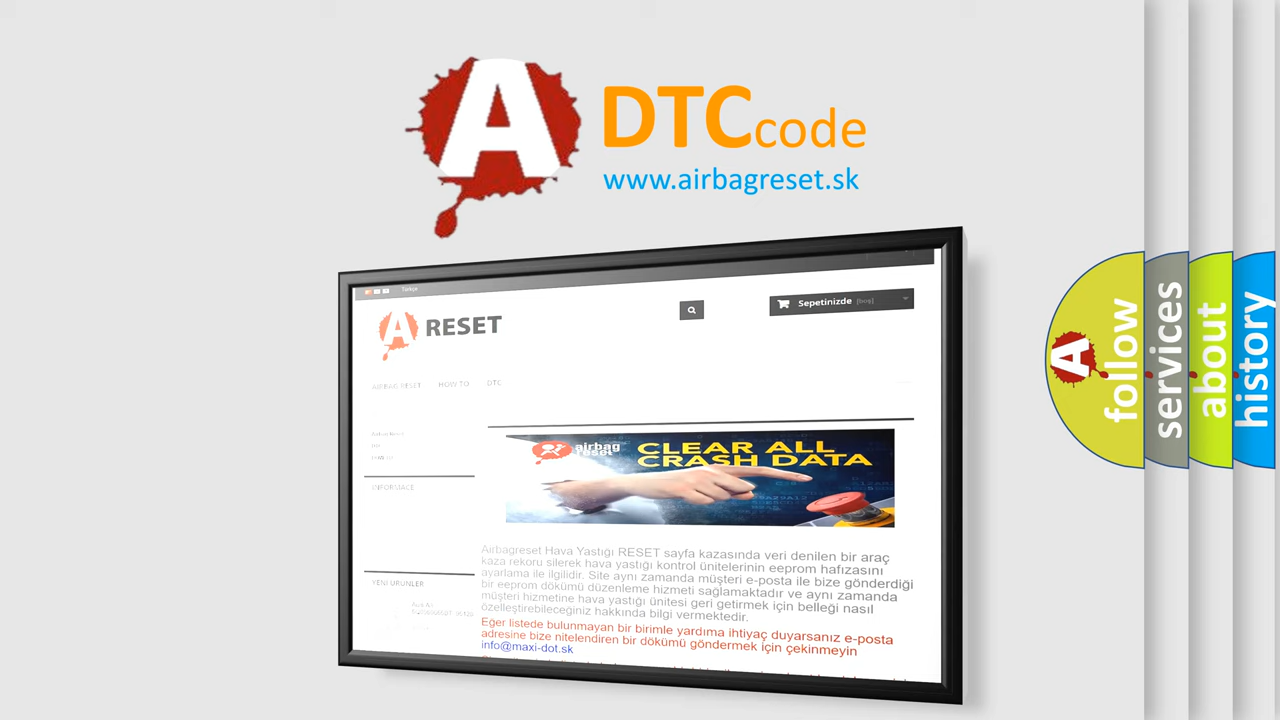 A DTC code
www.airbagreset.sk
Türkçe
A RESET
Sepetinizde [boş]
AIRBAG RESET HOW TO DTC
INFORMACE
airbag
reset
CLEAR ALL
CRASH DATA
YENI ÜRÜNLER
Airbagreset Hava Yastığı RESET sayfa kazasında veri denilen bir araç
kaza rekoru silerek hava yastığı kontrol ünitelerinin eeprom hafızasını
ayarlama ile ilgilidir. Site aynı zamanda müşteri e-posta ile bize gönderdiği
bir eeprom dökümü düzenleme hizmeti sağlamaktadır ve aynı zamanda
müşteri hizmetine hava yastığı ünitesi geri getirmek için belleği nasıl
özelleştirebileceğiniz hakkında bilgi vermektedir.
Eğer listede bulunmayan bir birimle yardıma ihtiyaç duyarsanız e-posta
adresine bize nitelendiren bir dökümü göndermek için çekinmeyin
info@maxi-dot.sk
A follow
services
about
history